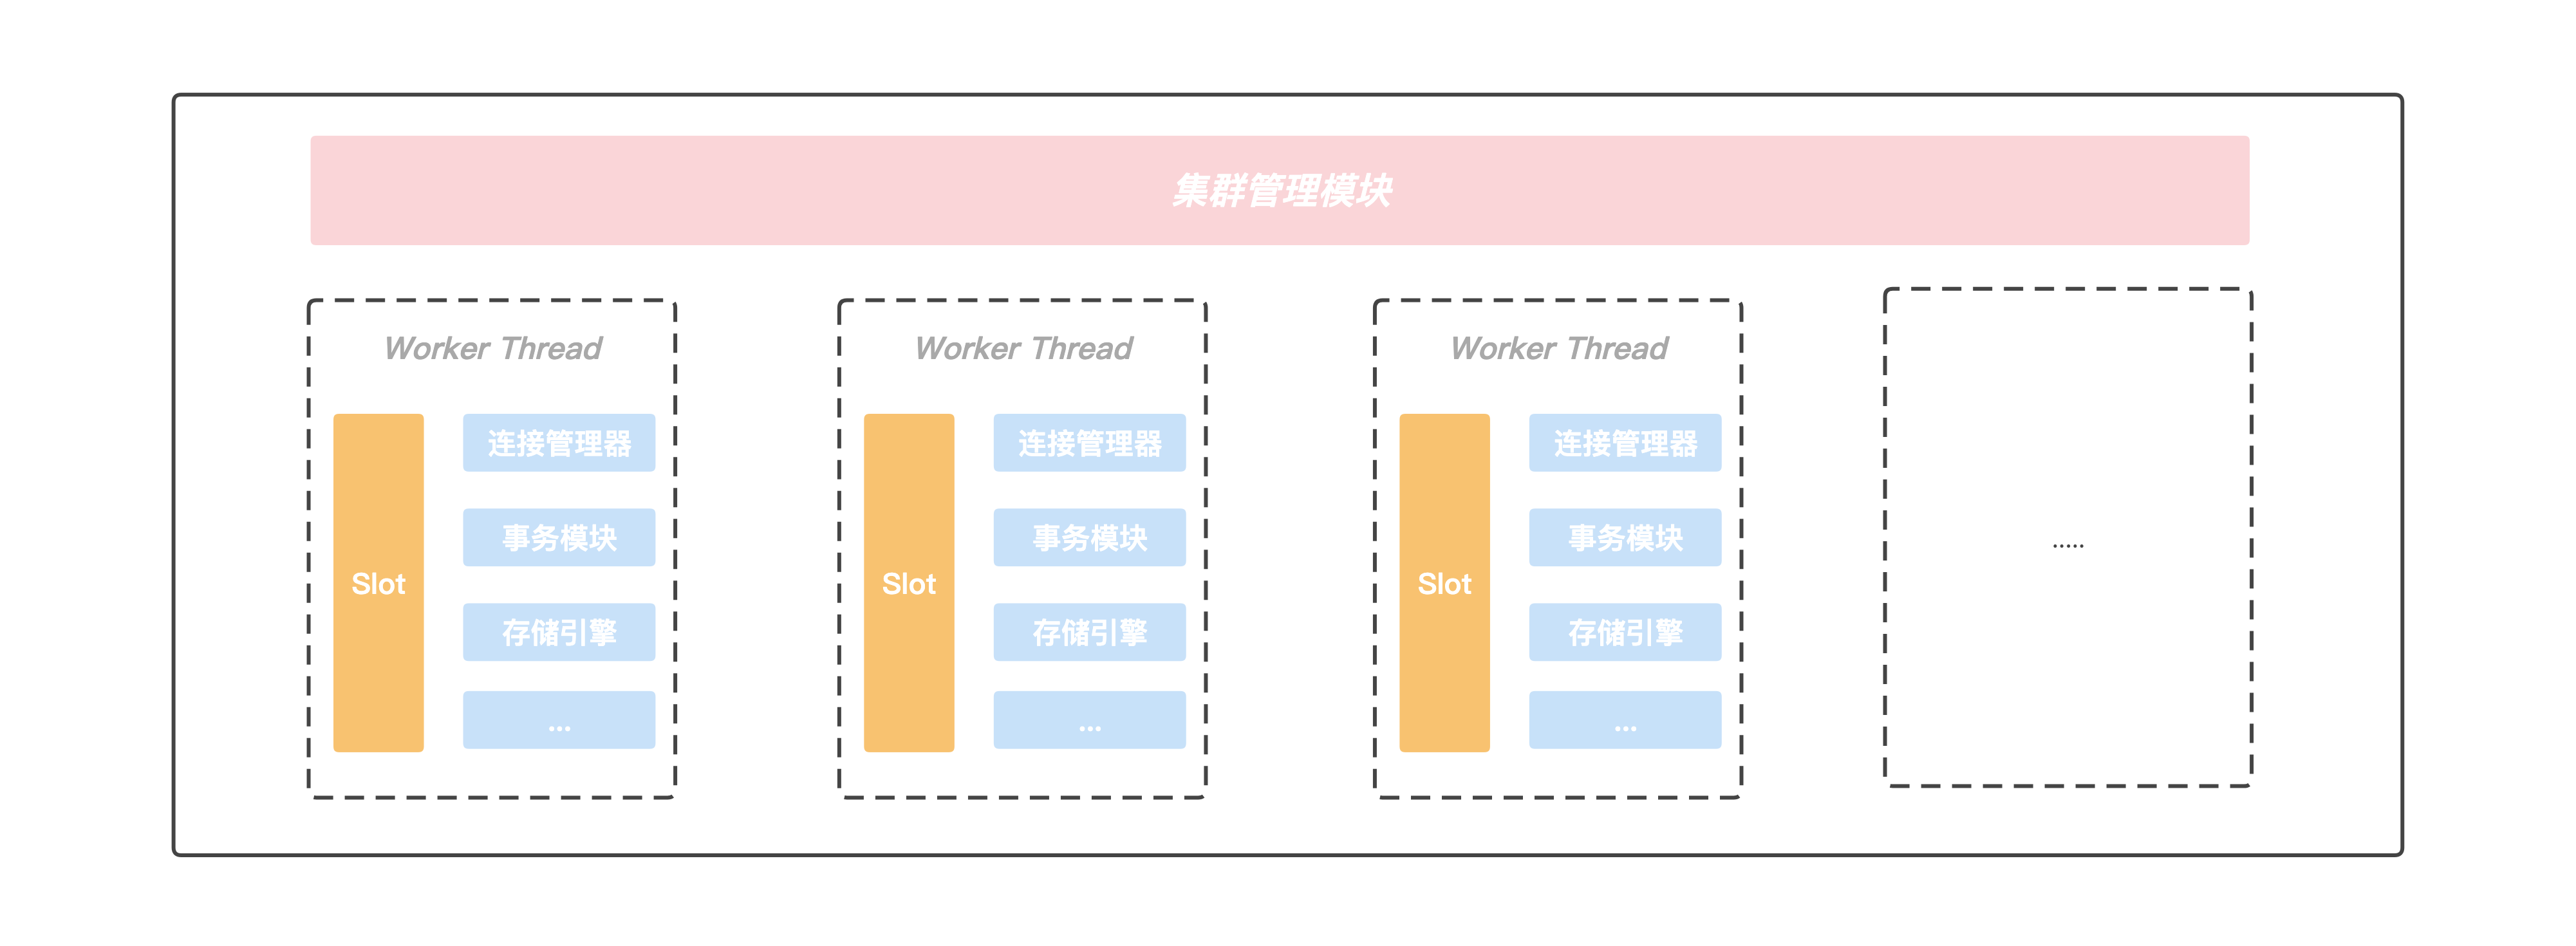 集群管理模块
Worker Thread
Slot
连接管理器
事务模块
存储引擎
...
Worker Thread
Slot
连接管理器
事务模块
存储引擎
...
Worker Thread
Slot
连接管理器
事务模块
存储引擎
...
.....